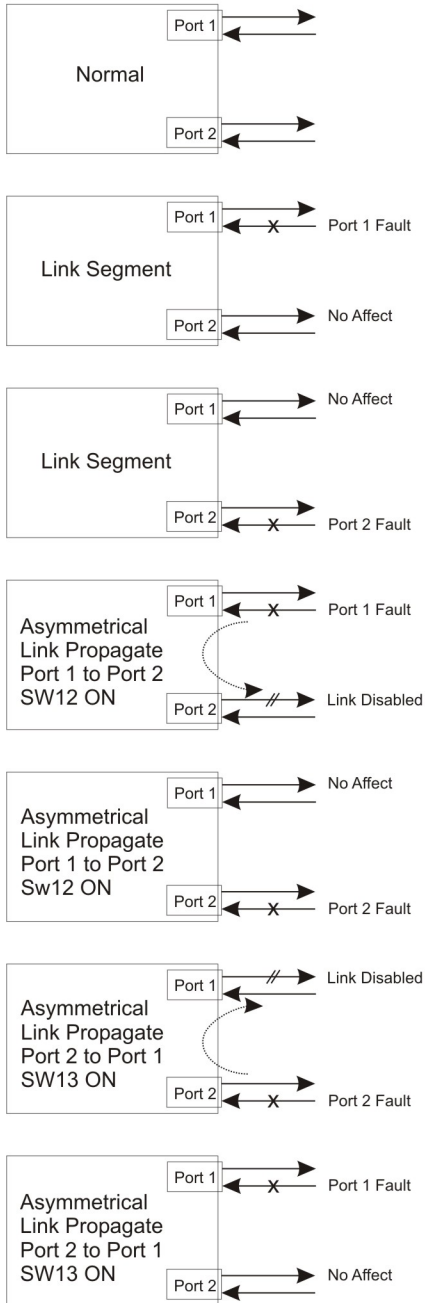 Port 1
Normal
Port 2
Port 1
x
Port 1 Fault
Link Segment
Port 2
No Affect
Port 1
No Affect
Link Segment
Port 2
x
Port 2 Fault
Port 1
x
Port 1 Fault
Asymmetrical
Link Propagate
Port 1 to Port 2
SW12 ON
Port 2
Link Disabled
Port 1
No Affect
Asymmetrical
Link Propagate
Port 1 to Port 2
Sw12 ON
Port 2
x
Port 2 Fault
Port 1
Link Disabled
Asymmetrical
Link Propagate
Port 2 to Port 1
SW13 ON
Port 2
x
Port 2 Fault
Port 1
x
Port 1 Fault
Asymmetrical
Link Propagate
Port 2 to Port 1
SW13 ON
Port 2
No Affect